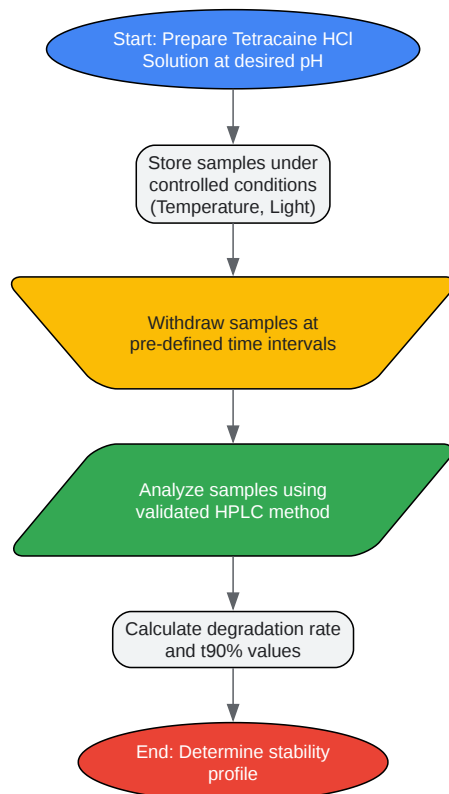 Start: Prepare Tetracaine HCl
Solution at desired pH
Store samples under
controlled conditions
(Temperature, Light)
Withdraw samples at
pre-defined time intervals
Analyze samples using
validated HPLC method
Calculate degradation rate
and t90% values
End: Determine stability
profile